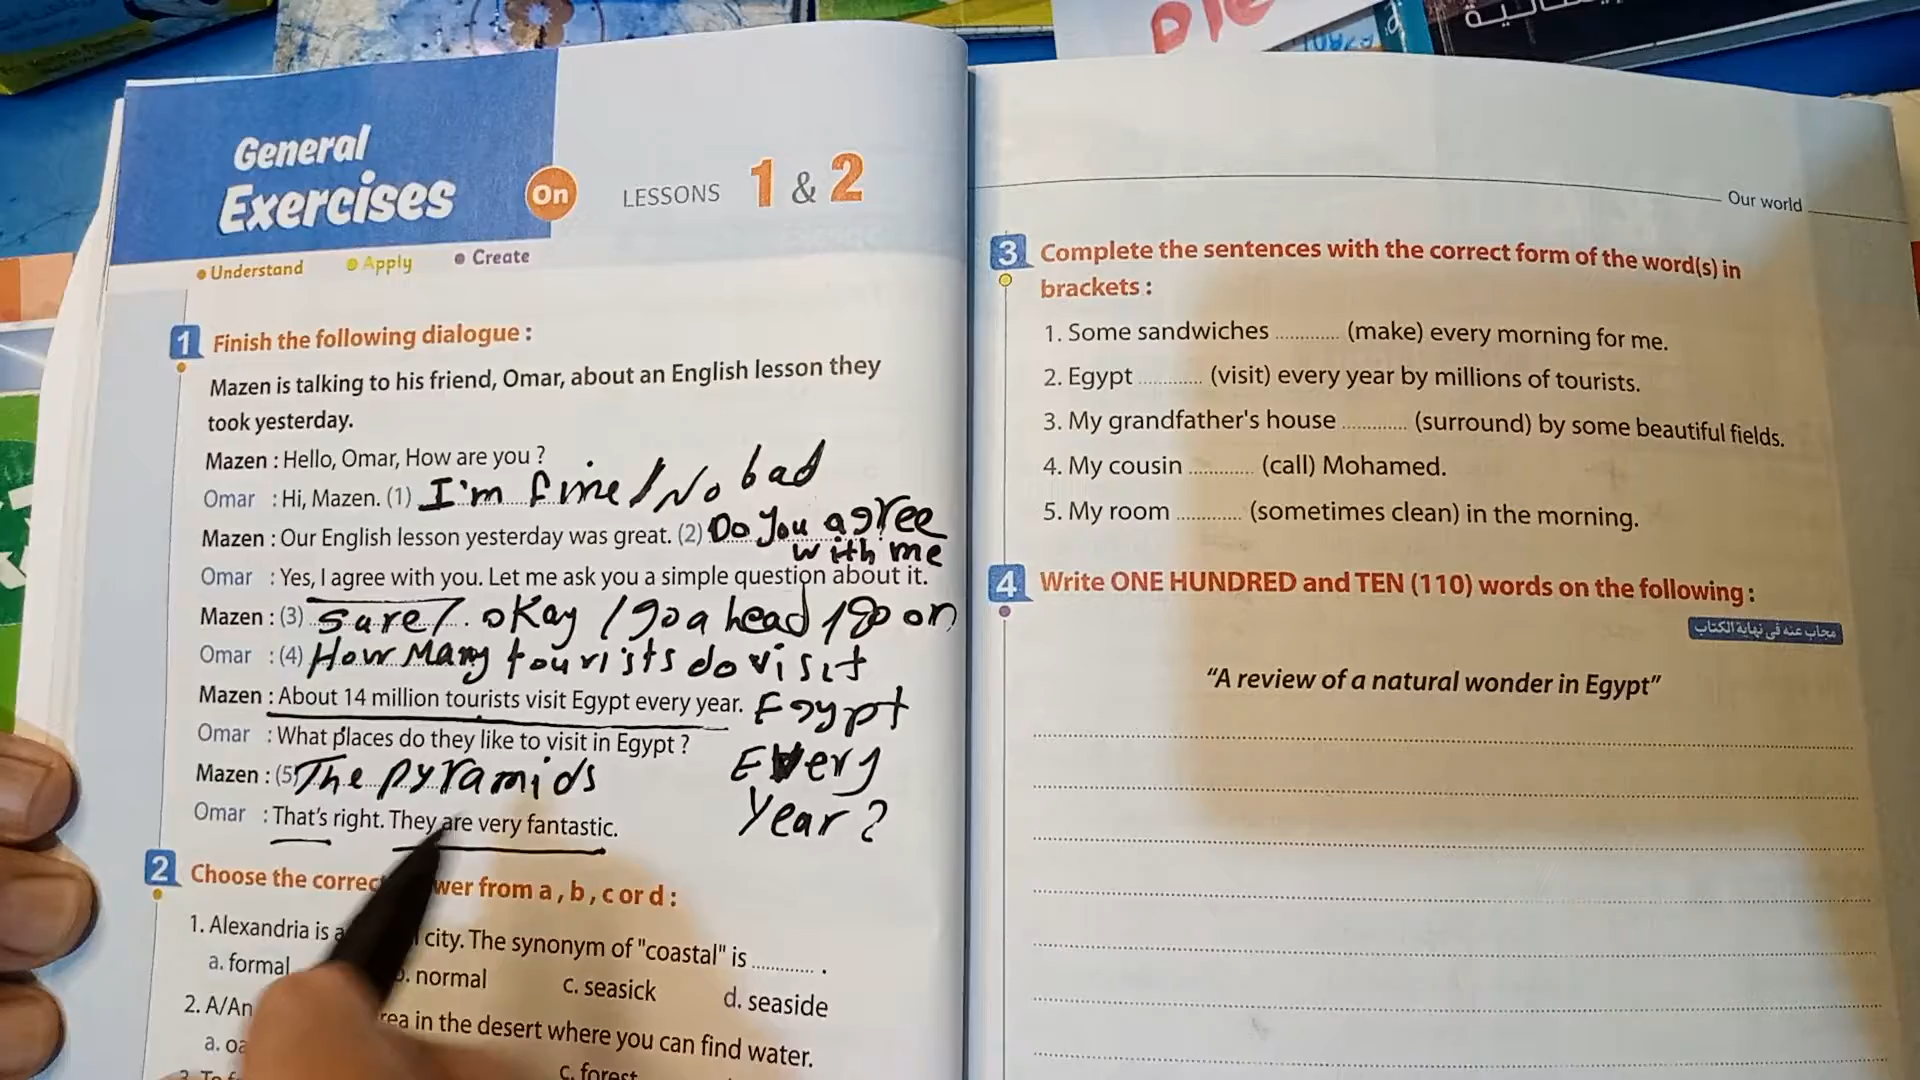 General
Exercises On LESSONS 1 & 2
Understand Apply Create
1 Finish the following dialogue :
Mazen is talking to his friend, Omar, about an English lesson they
took yesterday.
Mazen : Hello, Omar, How are you ?
Omar : Hi, Mazen. (1) I'm fine / No bad
Mazen : Our English lesson yesterday was great. (2) Do you agree
with me
Omar : Yes, I agree with you. Let me ask you a simple question about it.
Mazen : (3) sure / okay / go ahead / go on
Omar : (4) How Many tourists do visit
Mazen : About 14 million tourists visit Egypt every year. Egypt
Omar : What places do they like to visit in Egypt ?
Every
Mazen : (5) The pyramids
Year ?
Omar : That's right. They are very fantastic.
2 Choose the correct from a , b , c or d :
1. Alexandria is a city. The synonym of "coastal" is ............ .
a. formal b. normal c. seasick d. seaside
2. A/An in the desert where you can find water.
a. c. forest
Our world
3 Complete the sentences with the correct form of the word(s) in
brackets :
1. Some sandwiches ............ (make) every morning for me.
2. Egypt ............ (visit) every year by millions of tourists.
3. My grandfather's house ............ (surround) by some beautiful fields.
4. My cousin ............ (call) Mohamed.
5. My room ............ (sometimes clean) in the morning.
4 Write ONE HUNDRED and TEN (110) words on the following :
مجاب عنه فى نهاية الكتاب
"A review of a natural wonder in Egypt"